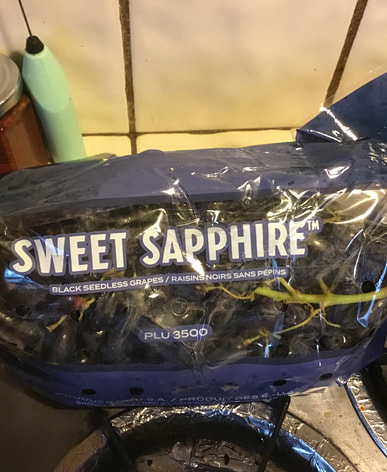 SWEET SAPPHIRE™
BLACK SEEDLESS GRAPES / RAISINS NOIRS SANS PÉPINS
PLU 3500